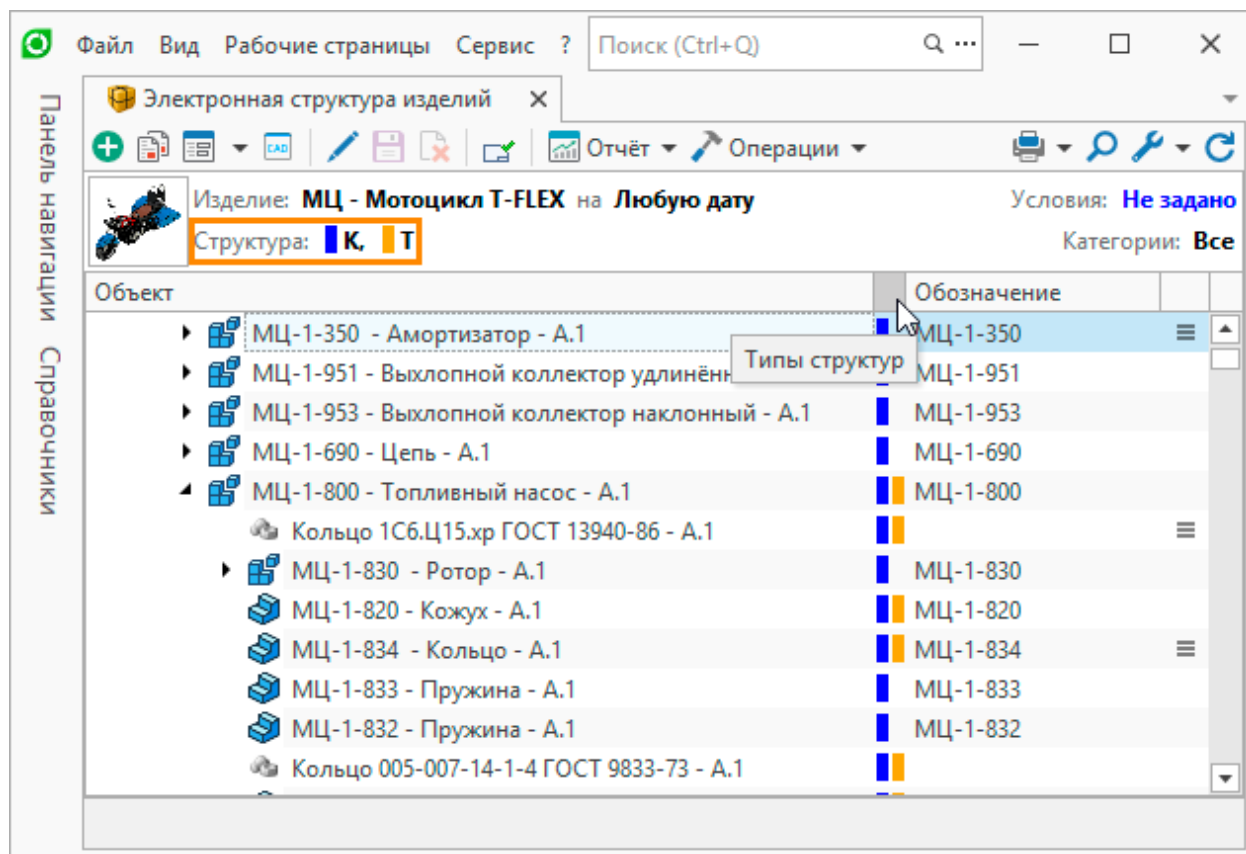 Файл Вид Рабочие страницы Сервис ? Поиск (Ctrl+Q)
Панель навигации
Справочники
Электронная структура изделий
CAD Отчёт Операции
Изделие: МЦ - Мотоцикл T-FLEX на Любую дату Условия: Не задано
Структура: К, Т Категории: Все
Объект Обозначение
МЦ-1-350 - Амортизатор - А.1 МЦ-1-350
Типы структур
МЦ-1-951 - Выхлопной коллектор удлинённ МЦ-1-951
МЦ-1-953 - Выхлопной коллектор наклонный - А.1 МЦ-1-953
МЦ-1-690 - Цепь - А.1 МЦ-1-690
МЦ-1-800 - Топливный насос - А.1 МЦ-1-800
Кольцо 1С6.Ц15.хр ГОСТ 13940-86 - А.1
МЦ-1-830 - Ротор - А.1 МЦ-1-830
МЦ-1-820 - Кожух - А.1 МЦ-1-820
МЦ-1-834 - Кольцо - А.1 МЦ-1-834
МЦ-1-833 - Пружина - А.1 МЦ-1-833
МЦ-1-832 - Пружина - А.1 МЦ-1-832
Кольцо 005-007-14-1-4 ГОСТ 9833-73 - А.1